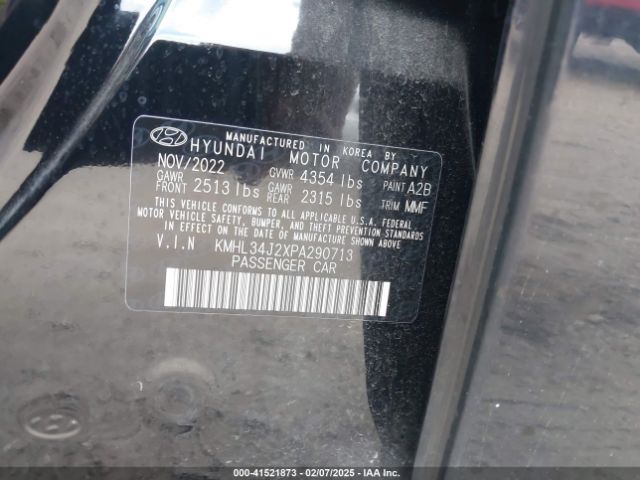 MANUFACTURED IN KOREA BY
HYUNDAI MOTOR COMPANY
NOV/2022 GVWR 4354 lbs PAINT A2B
GAWR FRONT 2513 lbs GAWR REAR 2315 lbs TRIM MMF
THIS VEHICLE CONFORMS TO ALL APPLICABLE U.S.A. FEDERAL
MOTOR VEHICLE SAFETY, BUMPER, AND THEFT PREVENTION STANDARDS
IN EFFECT ON THE DATE OF MANUFACTURE SHOWN ABOVE.
V.I.N KMHL34J2XPA290713
PASSENGER CAR
000-41521873 - 02/07/2025 - IAA Inc.